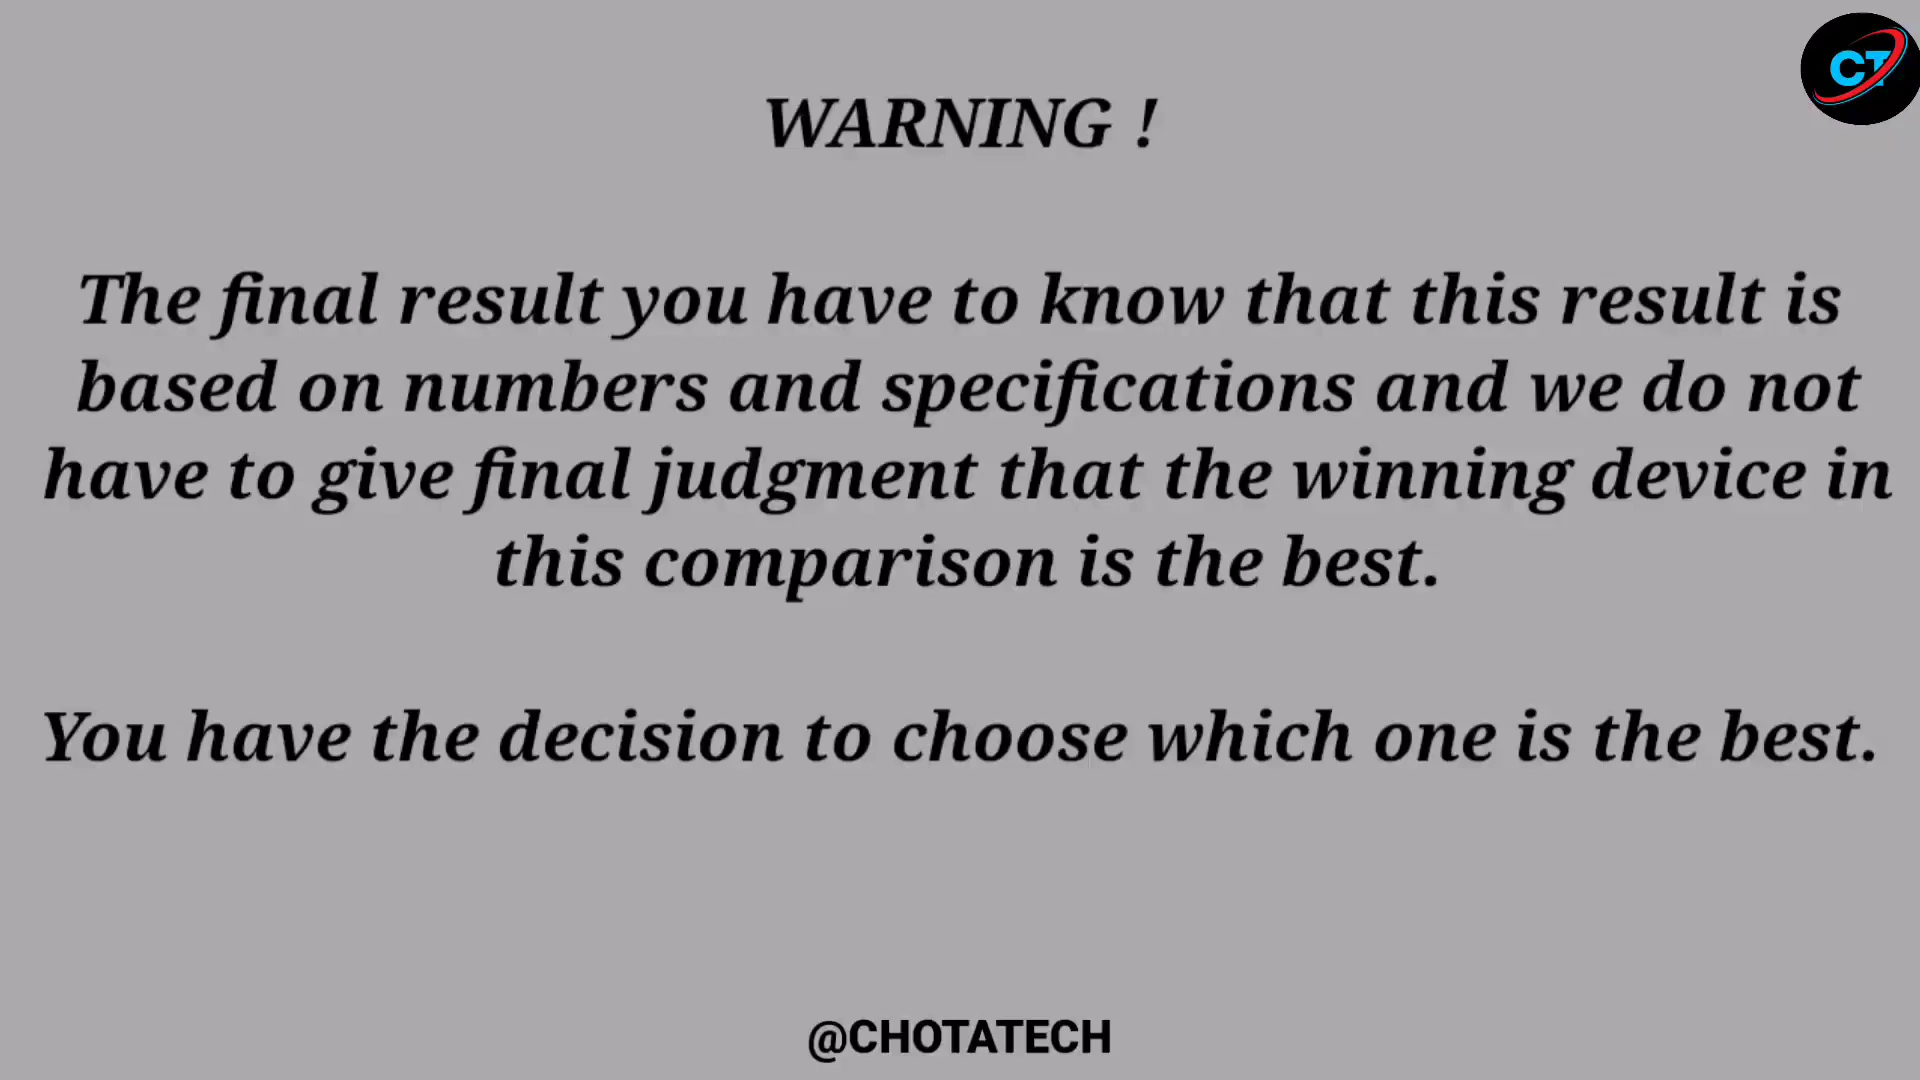 CT
WARNING !
The final result you have to know that this result is
based on numbers and specifications and we do not
have to give final judgment that the winning device in
this comparison is the best.
You have the decision to choose which one is the best.
@CHOTATECH